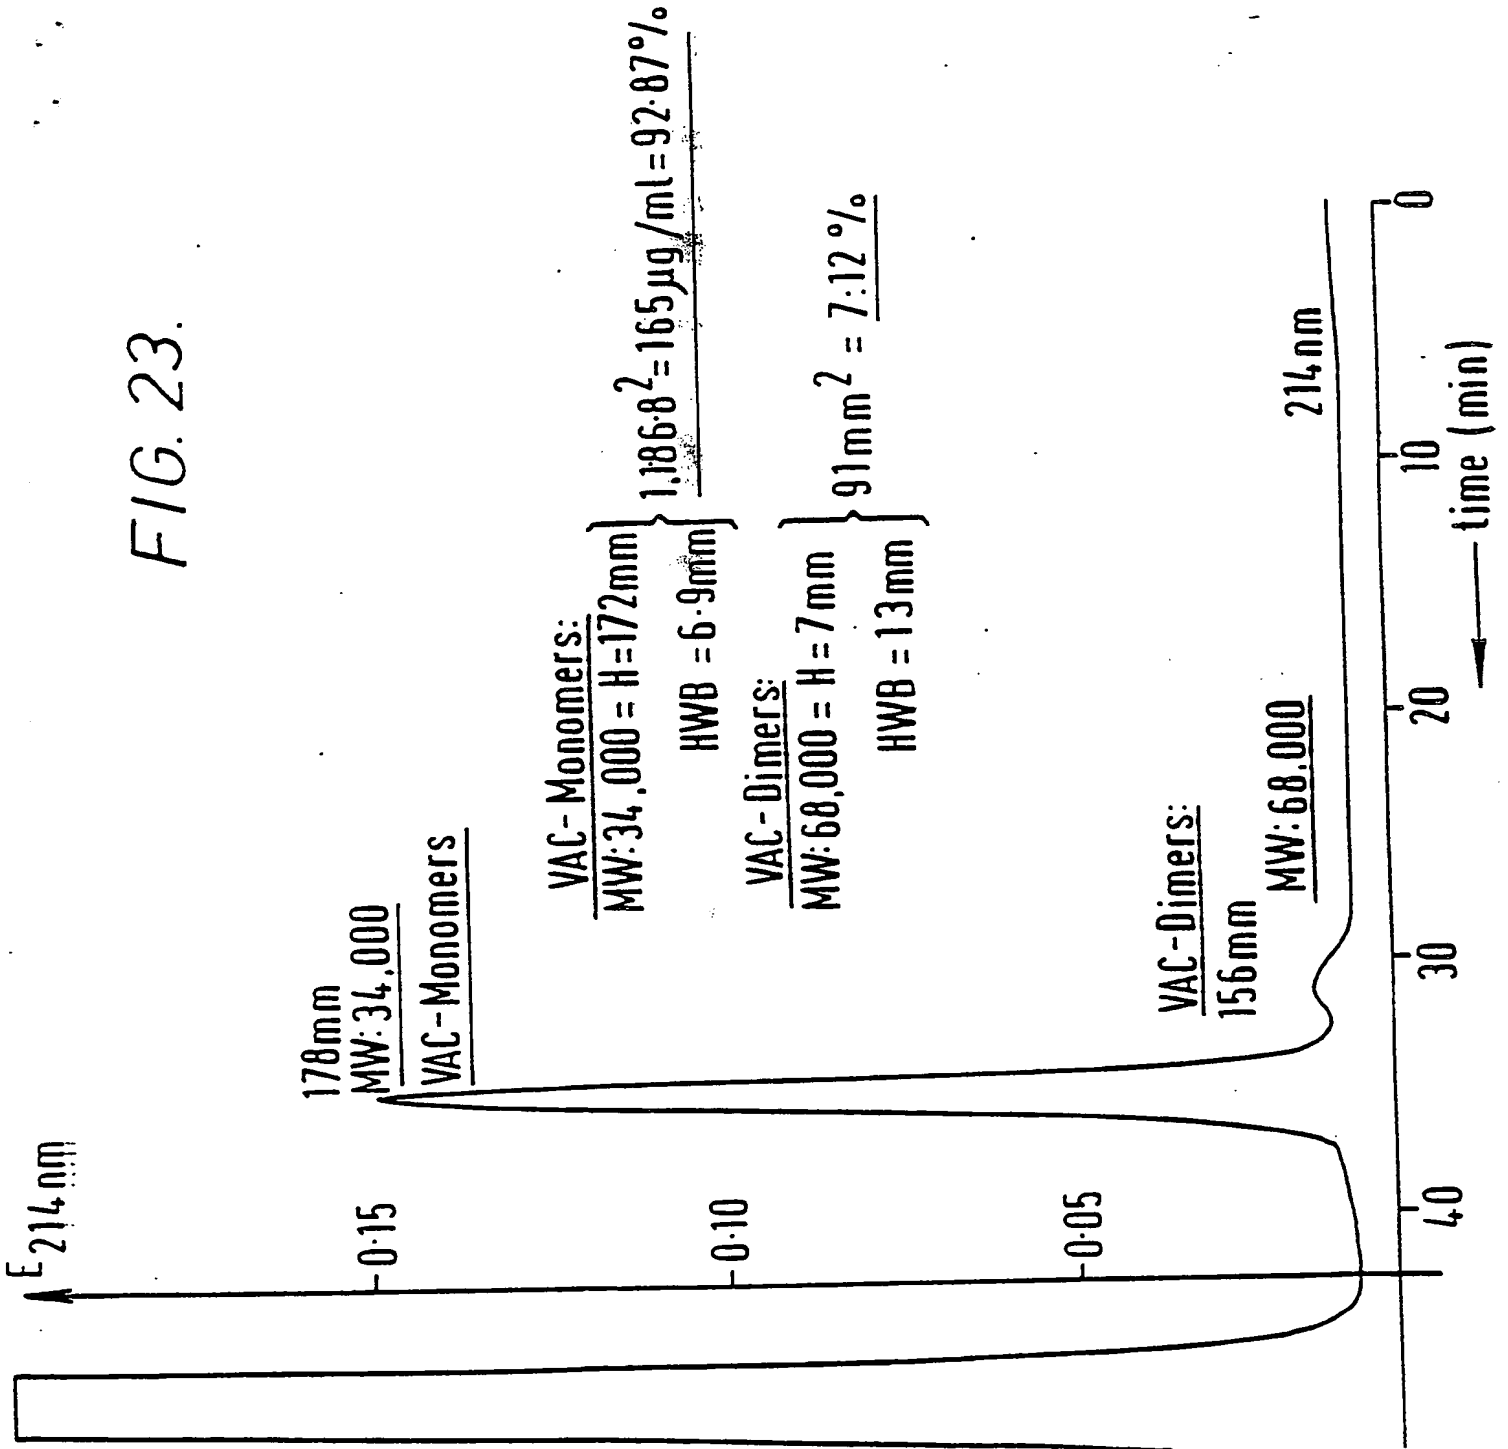 FIG. 23.
E 214nm
0·15
0·10
0·05
178mm
MW:34,000
VAC-Monomers
VAC-Monomers:
MW:34,000 = H=172mm
HWB = 6·9mm
1,186·8² = 165µg/ml = 92·87%
VAC-Dimers:
MW:68,000 = H = 7mm
HWB = 13mm
91mm² = 7:12 %
VAC-Dimers:
156mm
MW:68.000
214nm
40
30
20
10
0
time (min)